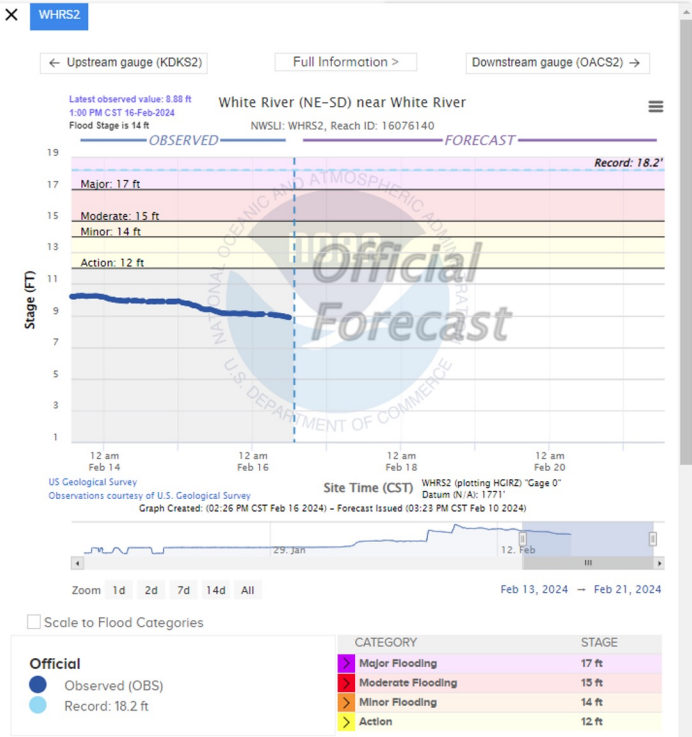 WHRS2
← Upstream gauge (KDKS2)
Full Information >
Downstream gauge (OACS2) →
Latest observed value: 8.88 ft
1:00 PM CST 16-Feb-2024
Flood Stage is 14 ft
White River (NE-SD) near White River
NWSLI: WHRS2, Reach ID: 16076140
OBSERVED
FORECAST
19
17
15
13
11
9
7
5
3
1
Stage (FT)
Record: 18.2'
Major: 17 ft
Moderate: 15 ft
Minor: 14 ft
Action: 12 ft
NATIONAL OCEANIC AND ATMOSPHERIC ADMINISTRATION
U.S. DEPARTMENT OF COMMERCE
noaa
Official
Forecast
12 am
Feb 14
12 am
Feb 16
12 am
Feb 18
12 am
Feb 20
US Geological Survey
Observations courtesy of U.S. Geological Survey
Site Time (CST)
WHRS2 (plotting HGIRZ) "Gage 0"
Datum (N/A): 1771'
Graph Created: (02:26 PM CST Feb 16 2024) - Forecast Issued (03:23 PM CST Feb 10 2024)
29. Jan
12. Feb
Zoom 1d 2d 7d 14d All
Feb 13, 2024 → Feb 21, 2024
Scale to Flood Categories
Official
Observed (OBS)
Record: 18.2 ft
CATEGORY STAGE
Major Flooding 17 ft
Moderate Flooding 15 ft
Minor Flooding 14 ft
Action 12 ft